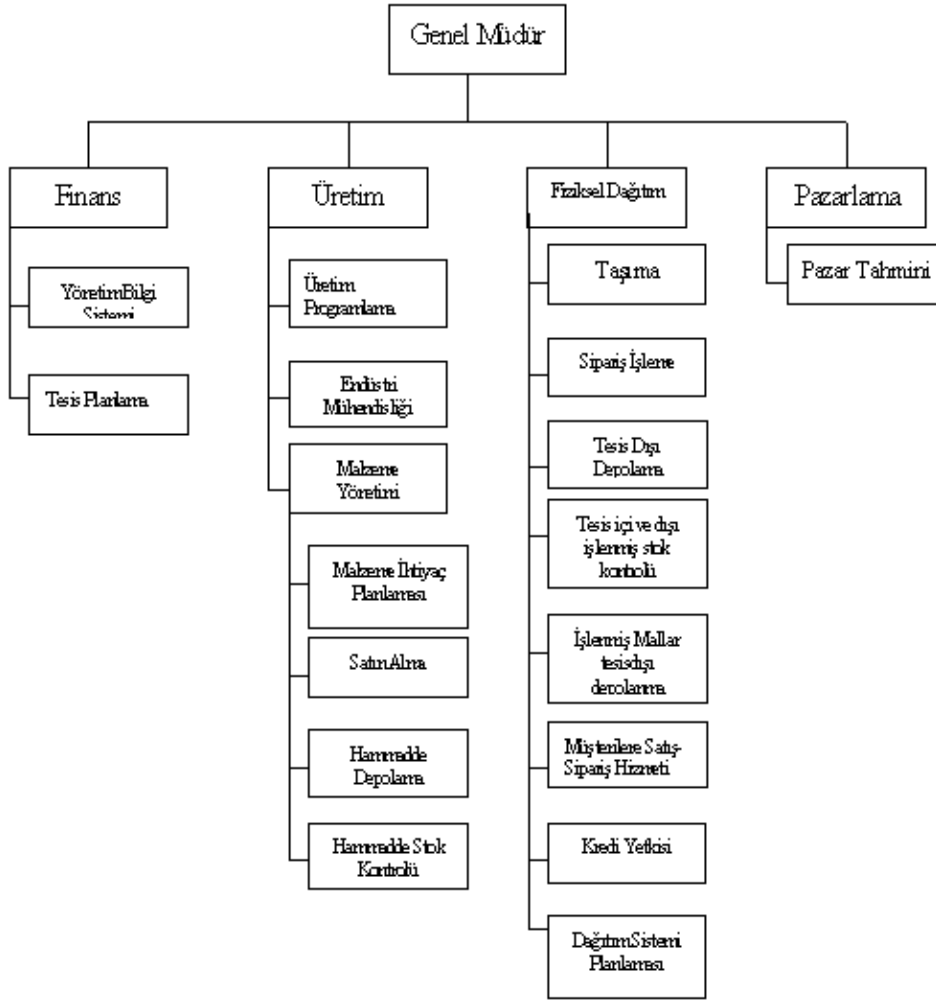 Genel Müdür
Finans
Yönetim Bilgi
Sistemi
Tesis Planlama
Üretim
Üretim
Programlama
Endüstri
Mühendisliği
Malzeme
Yönetimi
Malzeme İhtiyaç
Planlaması
Satın Alma
Hammadde
Depolama
Hammadde Stok
Kontrolü
Fiziksel Dağıtım
Taşıma
Sipariş İşleme
Tesis Dışı
Depolama
Tesis içi ve dışı
işlenmiş stok
kontrolü
İşlenmiş Mallar
tesisdışı
depolanma
Müşterilere Satış-
Sipariş Hizmeti
Kredi Yetkisi
Dağıtım Sistemi
Planlaması
Pazarlama
Pazar Tahmini